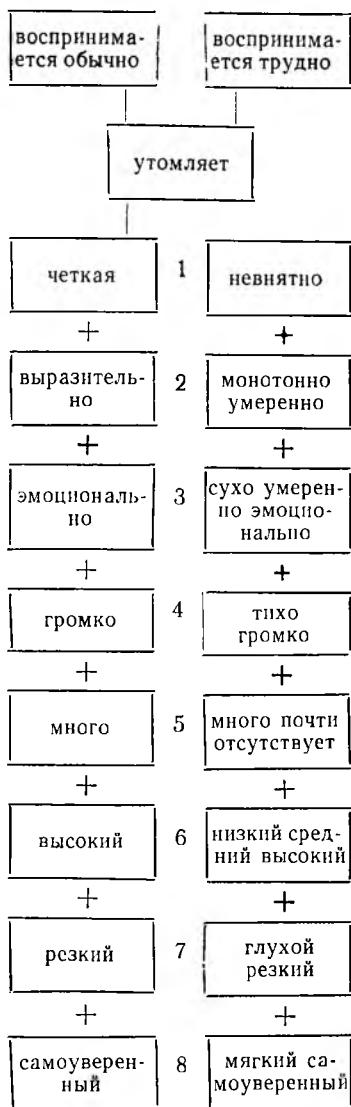 воспринима-
ется обычно
воспринима-
ется трудно
утомляет
четкая
1
невнятно
+
+
выразитель-
но
2
монотонно
умеренно
+
+
эмоциональ-
но
3
сухо умерен-
но эмоцио-
нально
+
+
громко
4
тихо
громко
+
+
много
5
много почти
отсутствует
+
+
высокий
6
низкий сред-
ний высокий
+
+
резкий
7
глухой
резкий
+
+
самоуверен-
ный
8
мягкий са-
моуверенный